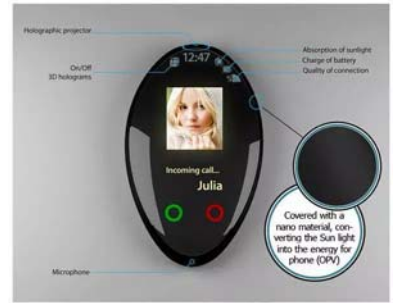 Holographic projector
On/Off
3D holograms
12:47
Absorption of sunlight
Charge of battery
Quality of connection
Incoming call...
Julia
Covered with a
nano material, con-
verting the Sun light
into the energy for
phone (OPV)
Microphone